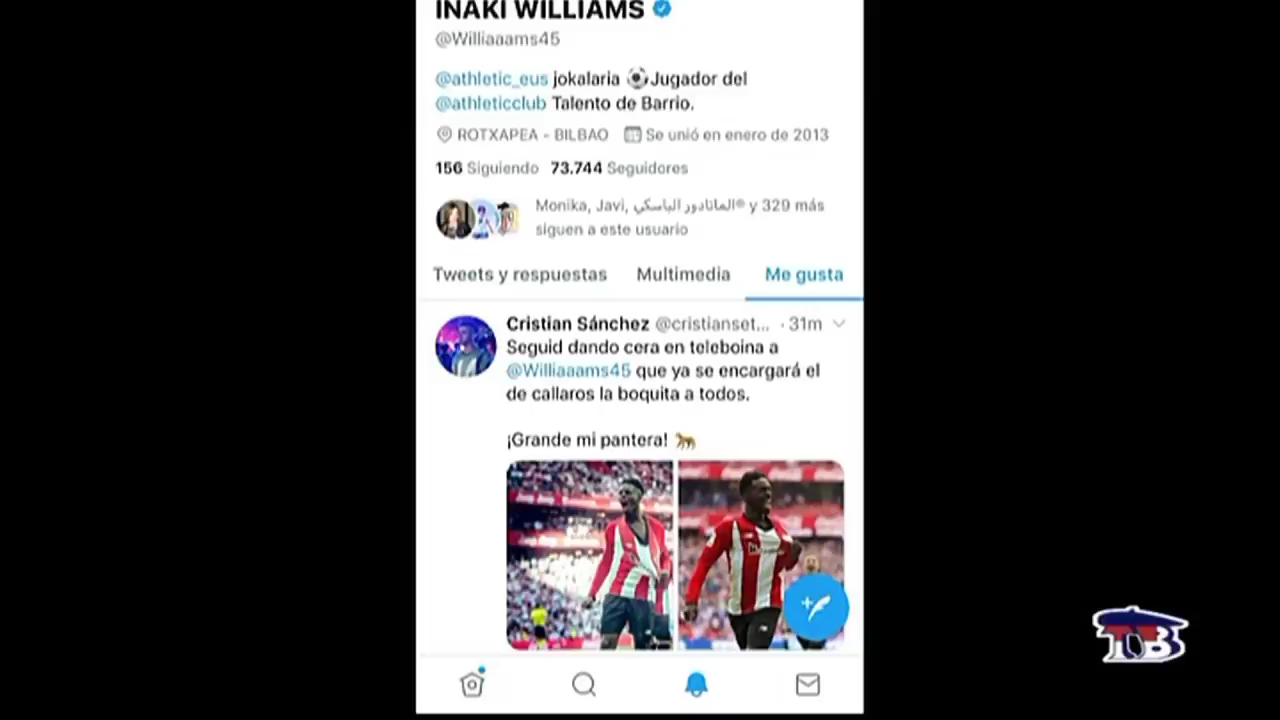 IÑAKI WILLIAMS
@Williaaams45
@athletic_eus jokalaria ⚽Jugador del
@athleticclub Talento de Barrio.
ROTXAPEA - BILBAO Se unió en enero de 2013
156 Siguiendo 73.744 Seguidores
Monika, Javi, الماتادور الباسكي® y 329 más
siguen a este usuario
Tweets y respuestas Multimedia Me gusta
Cristian Sánchez @cristianset... · 31m
Seguid dando cera en teleboina a
@Williaaams45 que ya se encargará el
de callaros la boquita a todos.
¡Grande mi pantera! 🐆
TB